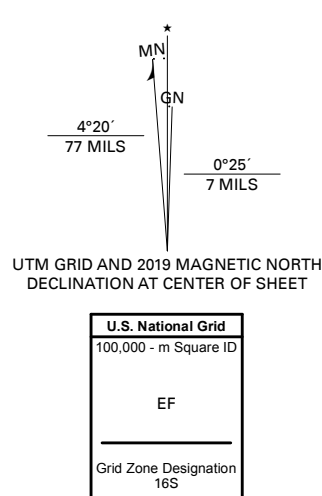 ★
MN
GN
4°20´
77 MILS
0°25´
7 MILS
UTM GRID AND 2019 MAGNETIC NORTH
DECLINATION AT CENTER OF SHEET
U.S. National Grid
100,000 - m Square ID
EF
Grid Zone Designation
16S